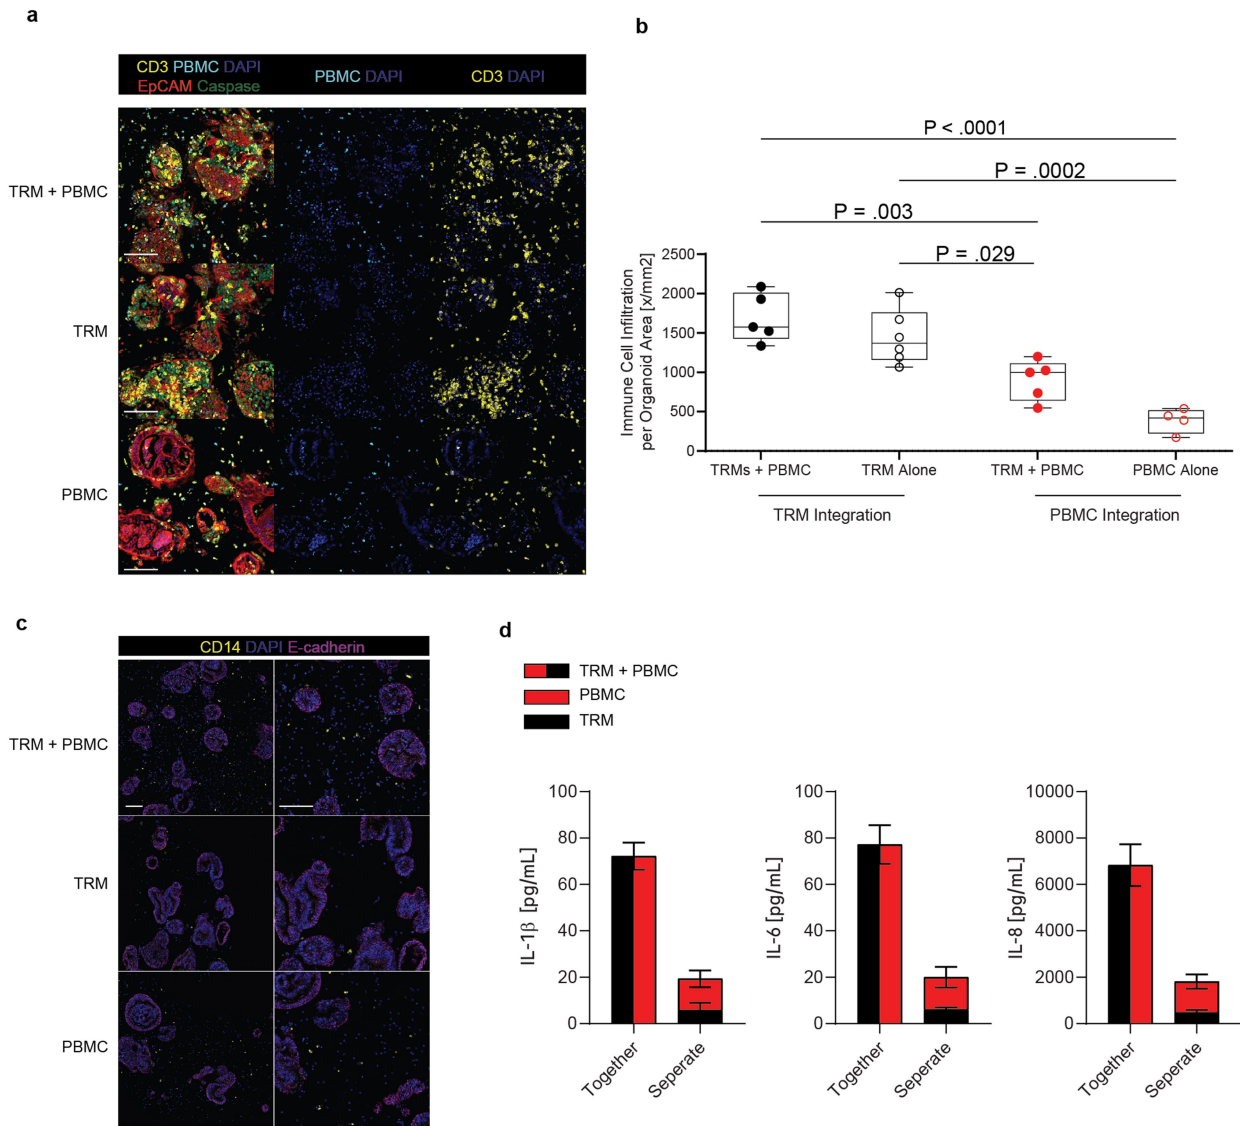 a
CD3 PBMC DAPI
EpCAM Caspase
PBMC DAPI
CD3 DAPI
TRM + PBMC
TRM
PBMC
b
P < .0001
P = .0002
P = .003
P = .029
Immune Cell Infiltration
per Organoid Area [x/mm2]
2500
2000
1500
1000
500
0
TRMs + PBMC
TRM Alone
TRM + PBMC
PBMC Alone
TRM Integration
PBMC Integration
c
CD14 DAPI E-cadherin
TRM + PBMC
TRM
PBMC
d
TRM + PBMC
PBMC
TRM
IL-1β [pg/mL]
100
80
60
40
20
0
Together
Seperate
IL-6 [pg/mL]
100
80
60
40
20
0
Together
Seperate
IL-8 [pg/mL]
10000
8000
6000
4000
2000
0
Together
Seperate